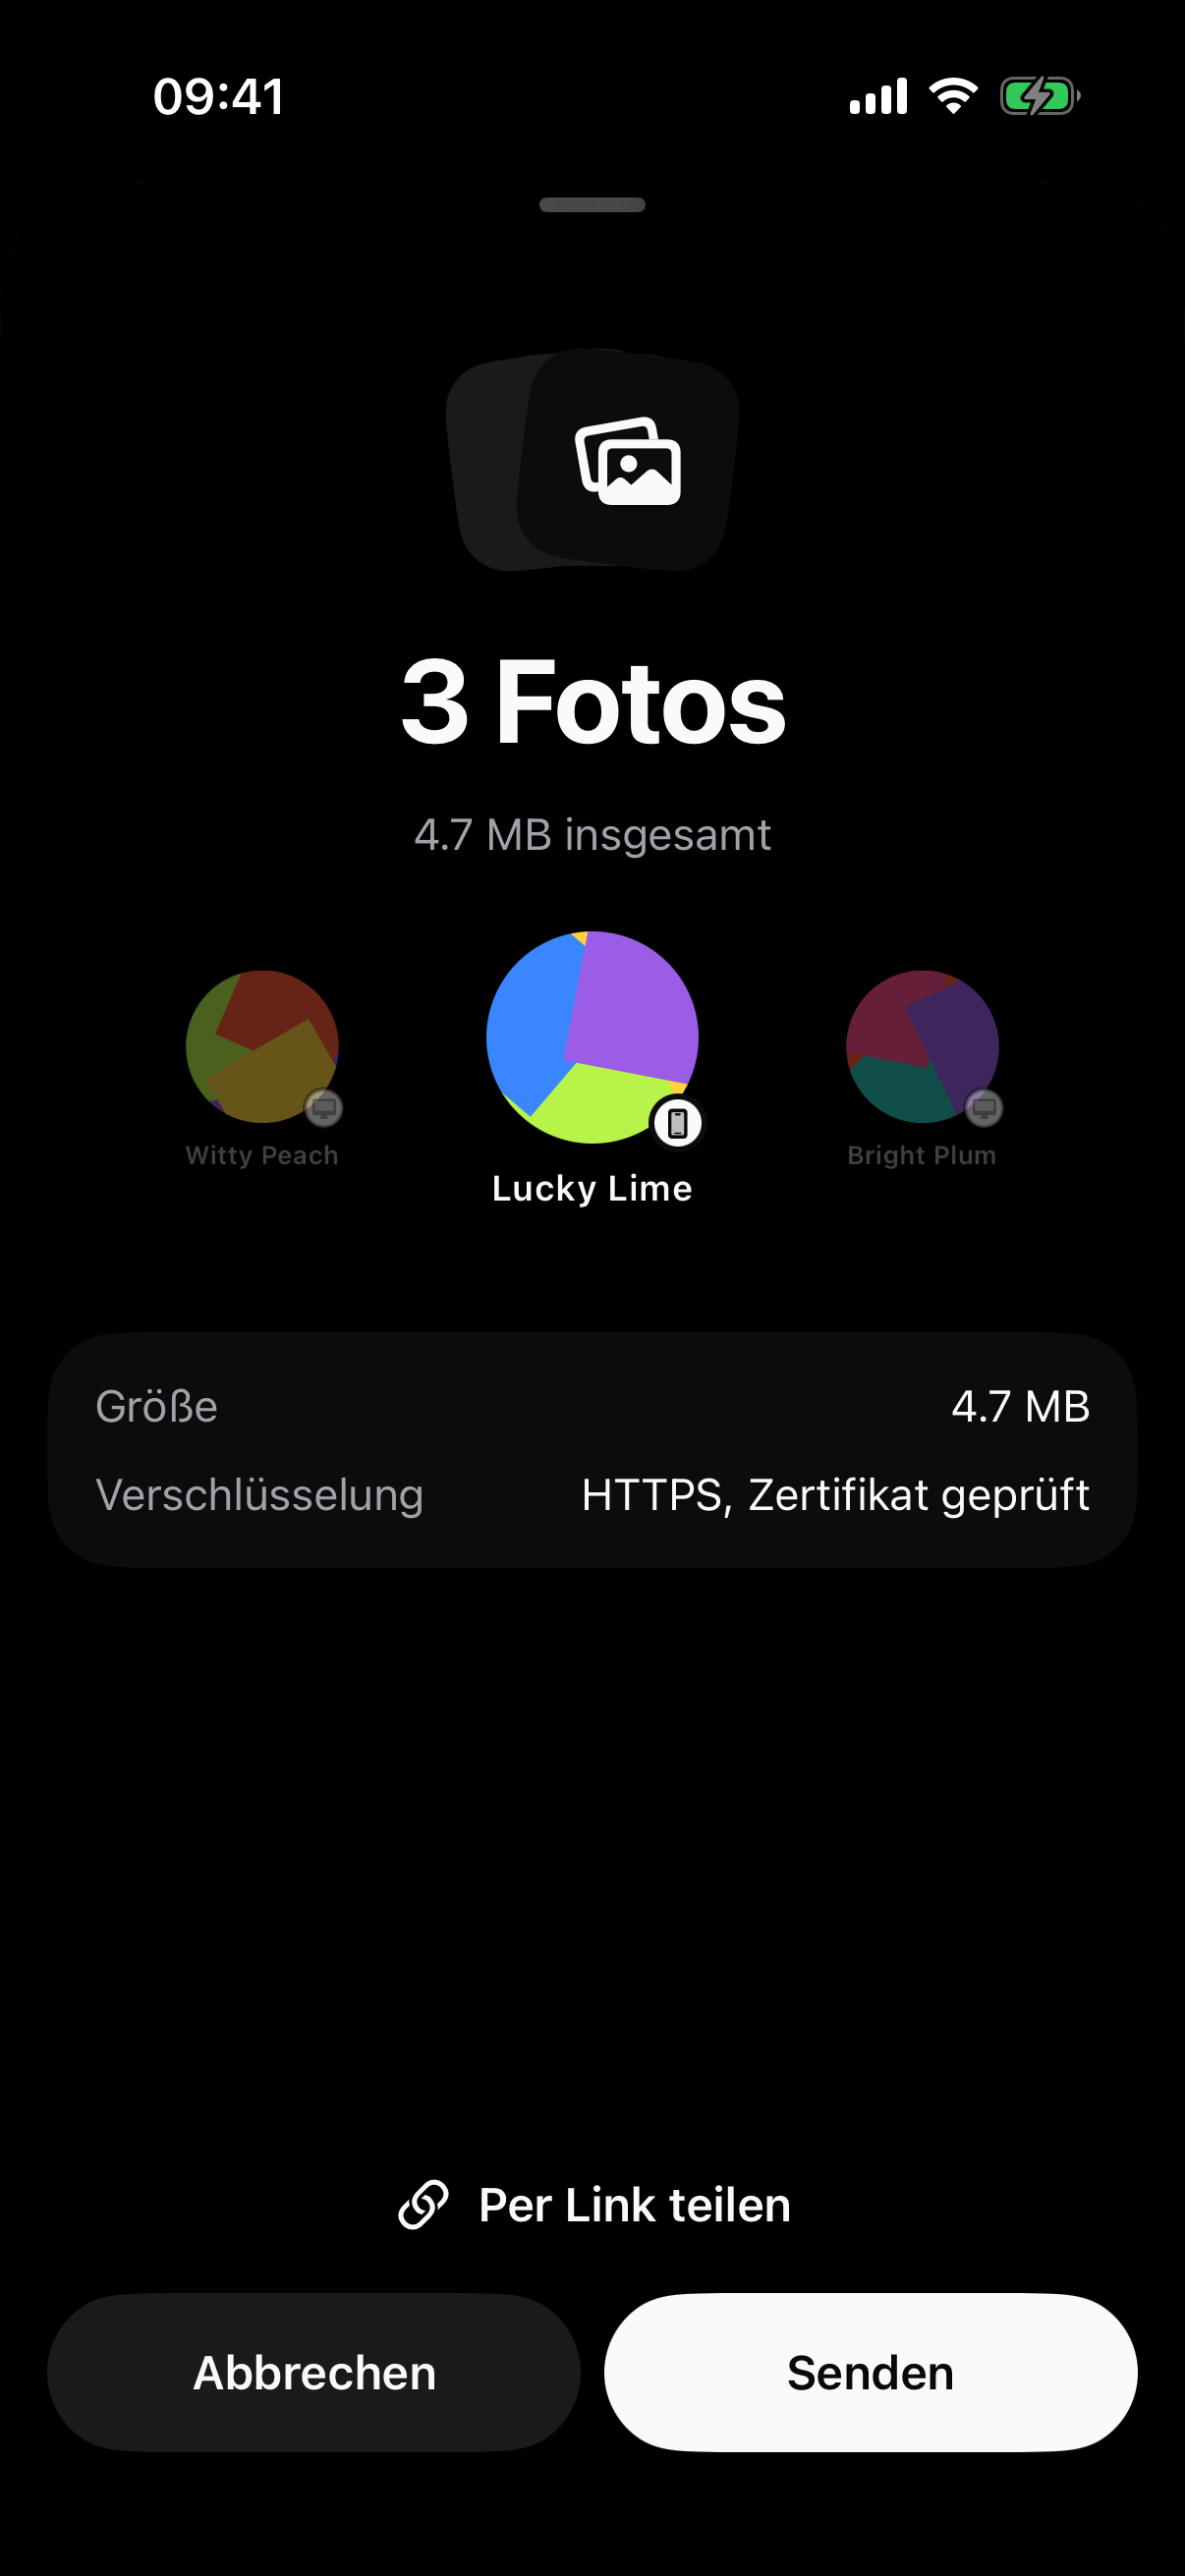 09:41
3 Fotos
4.7 MB insgesamt
Witty Peach
Lucky Lime
Bright Plum
Größe 4.7 MB
Verschlüsselung HTTPS, Zertifikat geprüft
Per Link teilen
Abbrechen
Senden